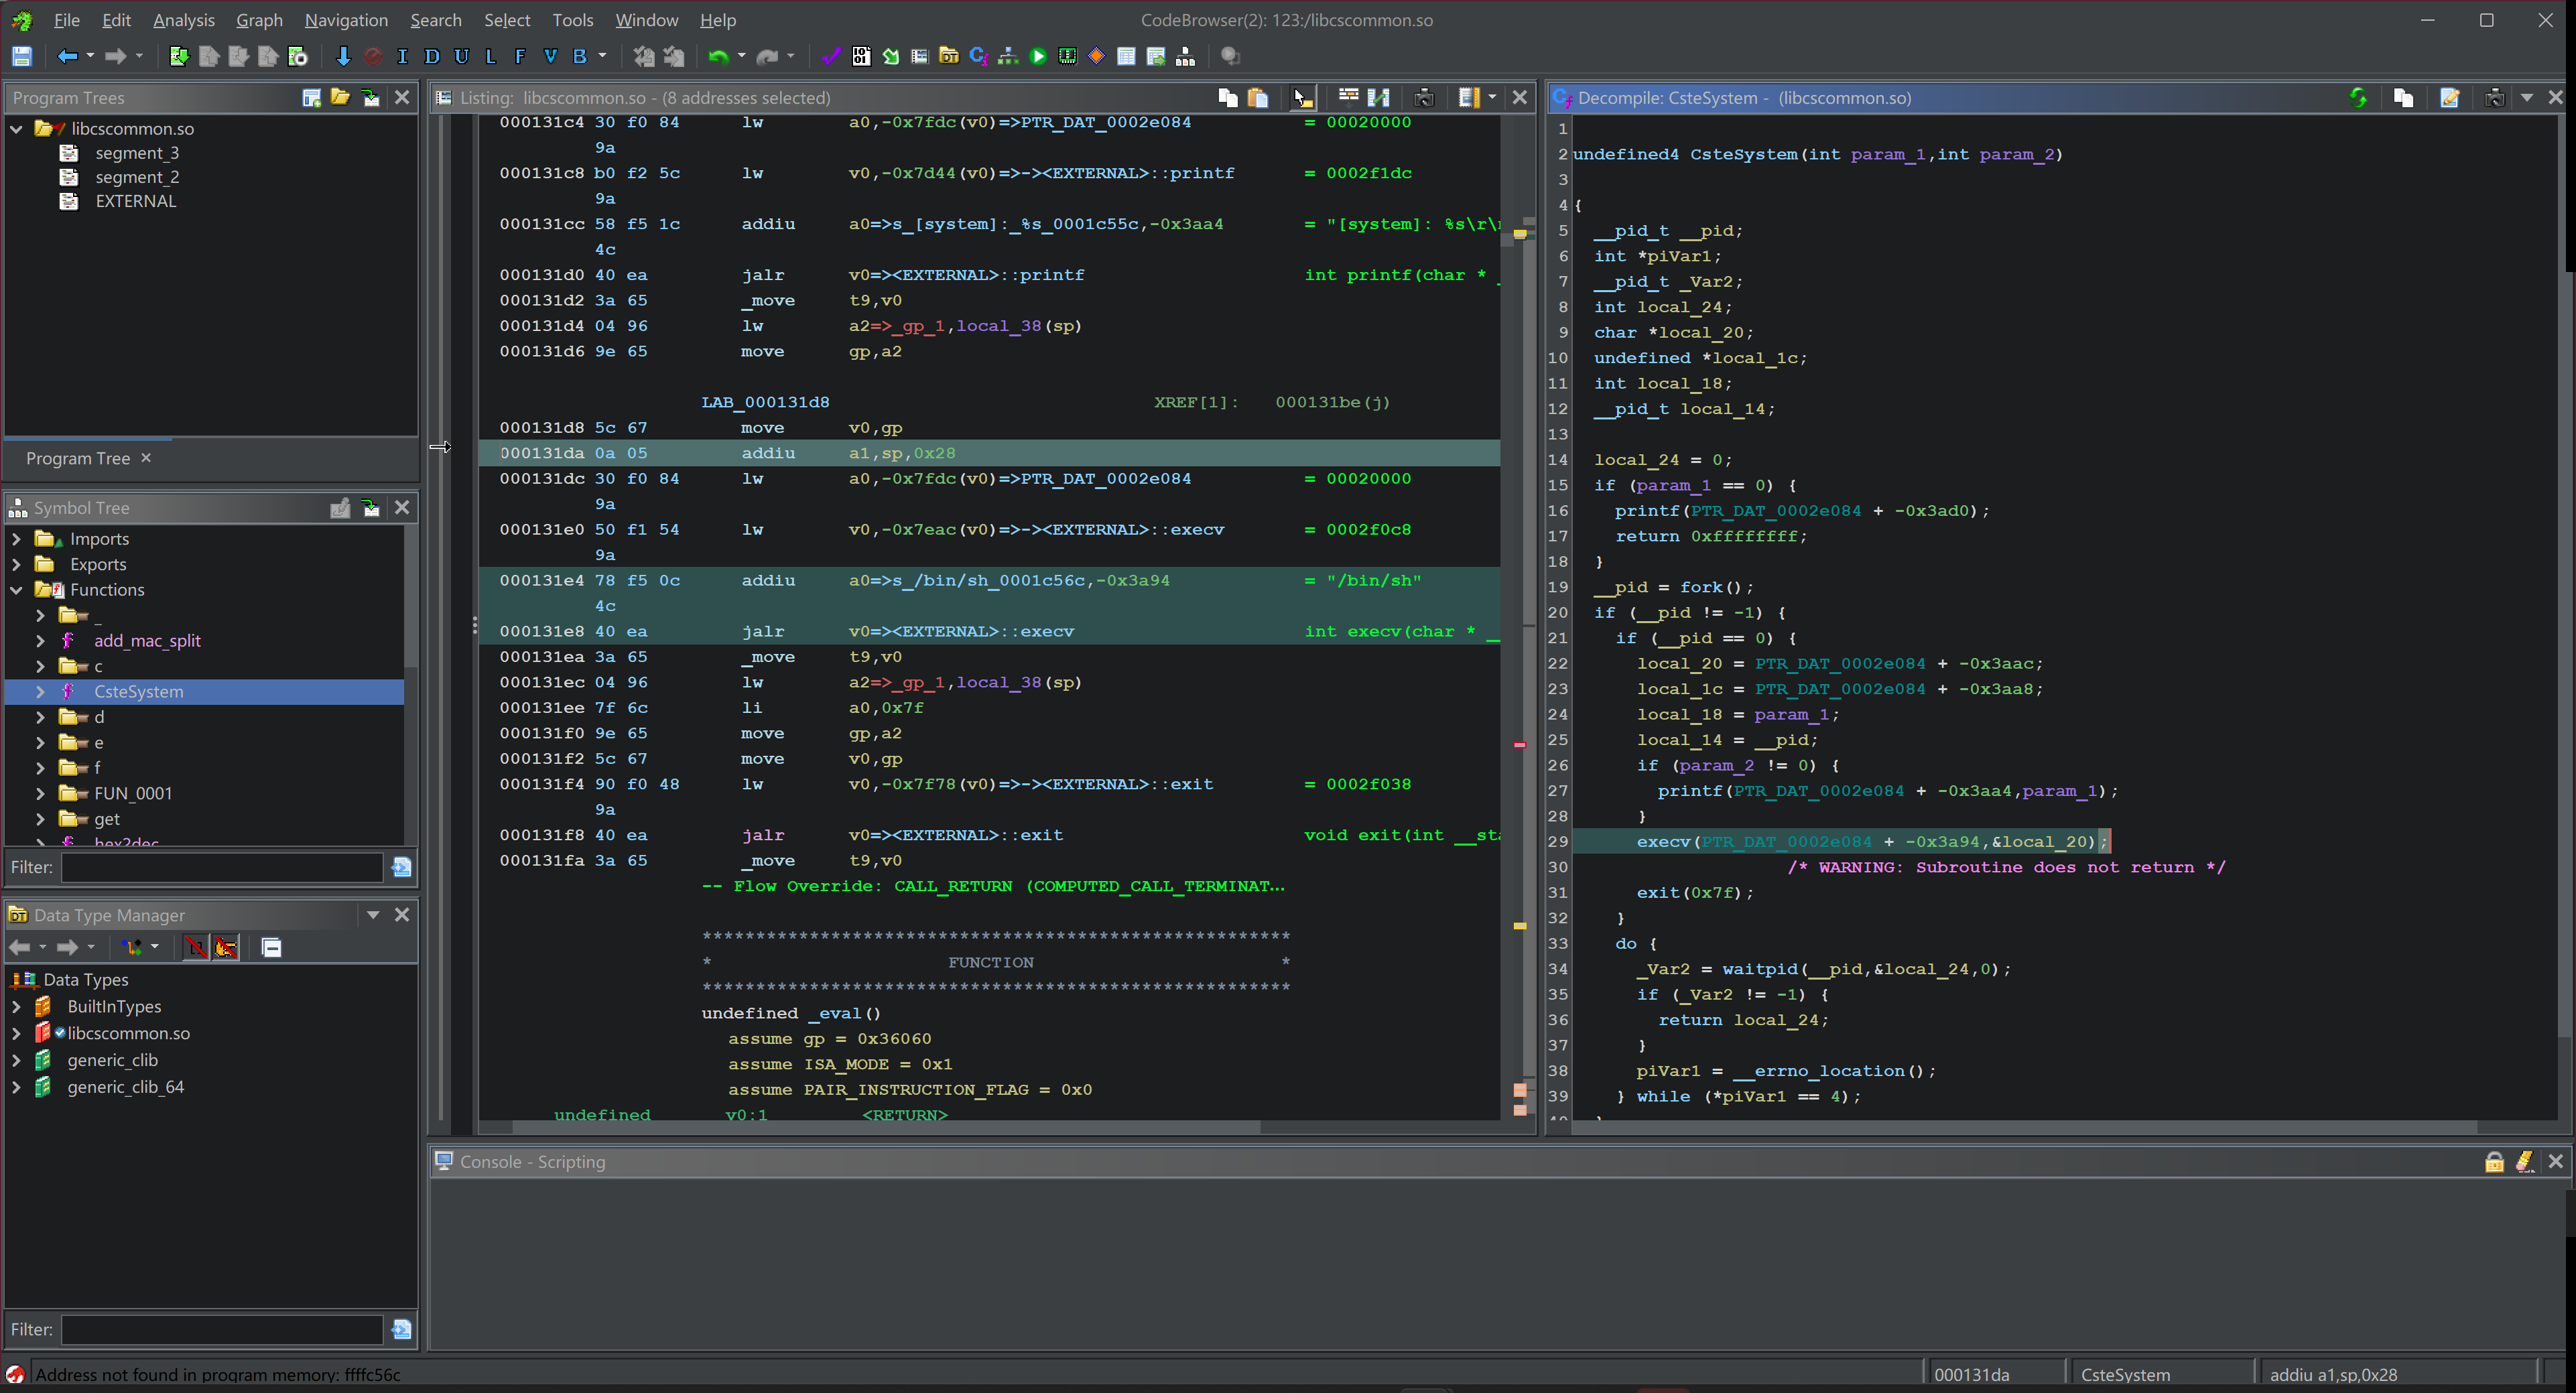 File Edit Analysis Graph Navigation Search Select Tools Window Help
CodeBrowser(2): 123:/libcscommon.so
I D U L F V B
Program Trees
libcscommon.so
segment_3
segment_2
EXTERNAL
Program Tree
Symbol Tree
Imports
Exports
Functions
_
add_mac_split
c
CsteSystem
d
e
f
FUN_0001
get
hex2dec
Filter:
Data Type Manager
Data Types
BuiltInTypes
libcscommon.so
generic_clib
generic_clib_64
Filter:
Listing: libcscommon.so - (8 addresses selected)
000131c4 30 f0 84 lw a0,-0x7fdc(v0)=>PTR_DAT_0002e084 = 00020000
9a
000131c8 b0 f2 5c lw v0,-0x7d44(v0)=>-><EXTERNAL>::printf = 0002f1dc
9a
000131cc 58 f5 1c addiu a0=>s_[system]:_%s_0001c55c,-0x3aa4 = "[system]: %s\r\
4c
000131d0 40 ea jalr v0=><EXTERNAL>::printf int printf(char * _
000131d2 3a 65 _move t9,v0
000131d4 04 96 lw a2=>_gp_1,local_38(sp)
000131d6 9e 65 move gp,a2
LAB_000131d8 XREF[1]: 000131be(j)
000131d8 5c 67 move v0,gp
000131da 0a 05 addiu a1,sp,0x28
000131dc 30 f0 84 lw a0,-0x7fdc(v0)=>PTR_DAT_0002e084 = 00020000
9a
000131e0 50 f1 54 lw v0,-0x7eac(v0)=>-><EXTERNAL>::execv = 0002f0c8
9a
000131e4 78 f5 0c addiu a0=>s_/bin/sh_0001c56c,-0x3a94 = "/bin/sh"
4c
000131e8 40 ea jalr v0=><EXTERNAL>::execv int execv(char * __
000131ea 3a 65 _move t9,v0
000131ec 04 96 lw a2=>_gp_1,local_38(sp)
000131ee 7f 6c li a0,0x7f
000131f0 9e 65 move gp,a2
000131f2 5c 67 move v0,gp
000131f4 90 f0 48 lw v0,-0x7f78(v0)=>-><EXTERNAL>::exit = 0002f038
9a
000131f8 40 ea jalr v0=><EXTERNAL>::exit void exit(int __sta
000131fa 3a 65 _move t9,v0
-- Flow Override: CALL_RETURN (COMPUTED_CALL_TERMINAT...
*******************************************************
* FUNCTION *
*******************************************************
undefined _eval()
assume gp = 0x36060
assume ISA_MODE = 0x1
assume PAIR_INSTRUCTION_FLAG = 0x0
undefined v0:1 <RETURN>
Decompile: CsteSystem - (libcscommon.so)
1
2 undefined4 CsteSystem(int param_1,int param_2)
3
4 {
5 __pid_t __pid;
6 int *piVar1;
7 __pid_t _Var2;
8 int local_24;
9 char *local_20;
10 undefined *local_1c;
11 int local_18;
12 __pid_t local_14;
13
14 local_24 = 0;
15 if (param_1 == 0) {
16 printf(PTR_DAT_0002e084 + -0x3ad0);
17 return 0xffffffff;
18 }
19 __pid = fork();
20 if (__pid != -1) {
21 if (__pid == 0) {
22 local_20 = PTR_DAT_0002e084 + -0x3aac;
23 local_1c = PTR_DAT_0002e084 + -0x3aa8;
24 local_18 = param_1;
25 local_14 = __pid;
26 if (param_2 != 0) {
27 printf(PTR_DAT_0002e084 + -0x3aa4,param_1);
28 }
29 execv(PTR_DAT_0002e084 + -0x3a94,&local_20);
30 /* WARNING: Subroutine does not return */
31 exit(0x7f);
32 }
33 do {
34 _Var2 = waitpid(__pid,&local_24,0);
35 if (_Var2 != -1) {
36 return local_24;
37 }
38 piVar1 = __errno_location();
39 } while (*piVar1 == 4);
Console - Scripting
Address not found in program memory: ffffc56c
000131da CsteSystem addiu a1,sp,0x28